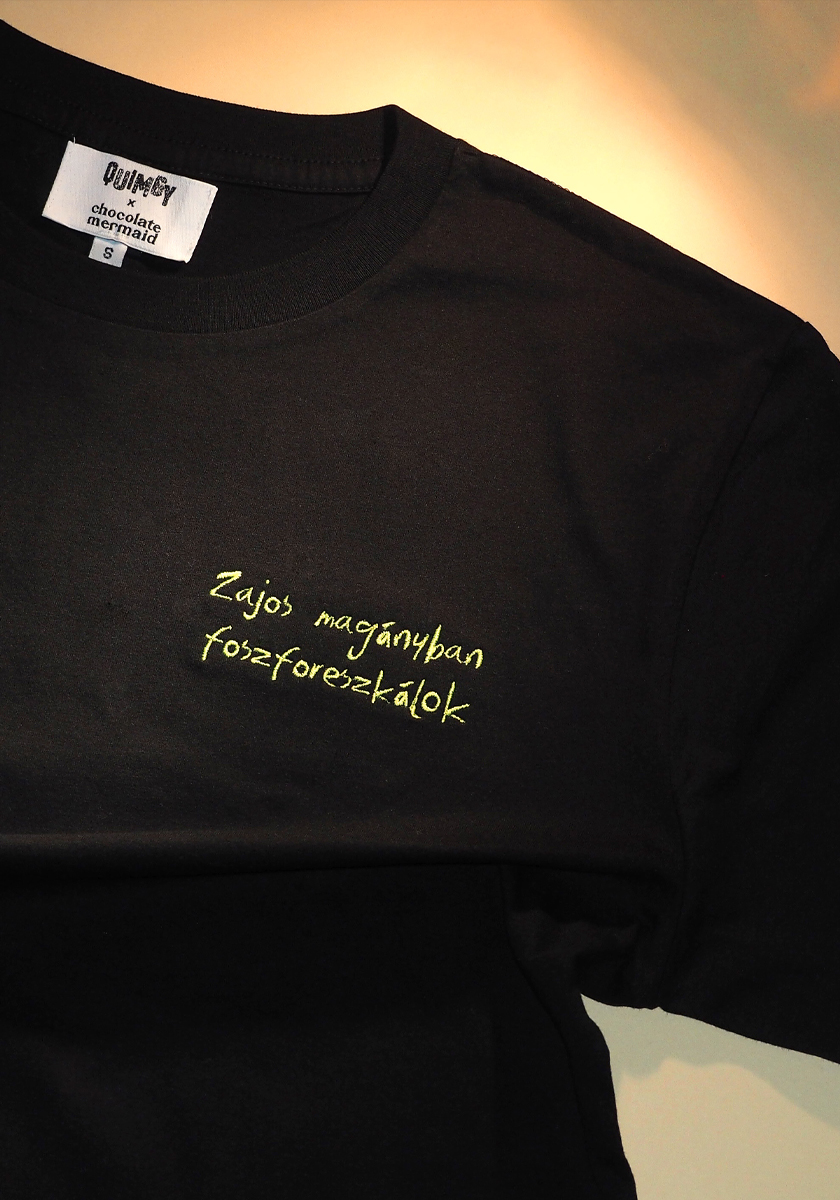 QUIMBY
x
chocolate
mermaid
S
Zajos magányban
foszforeszkálok